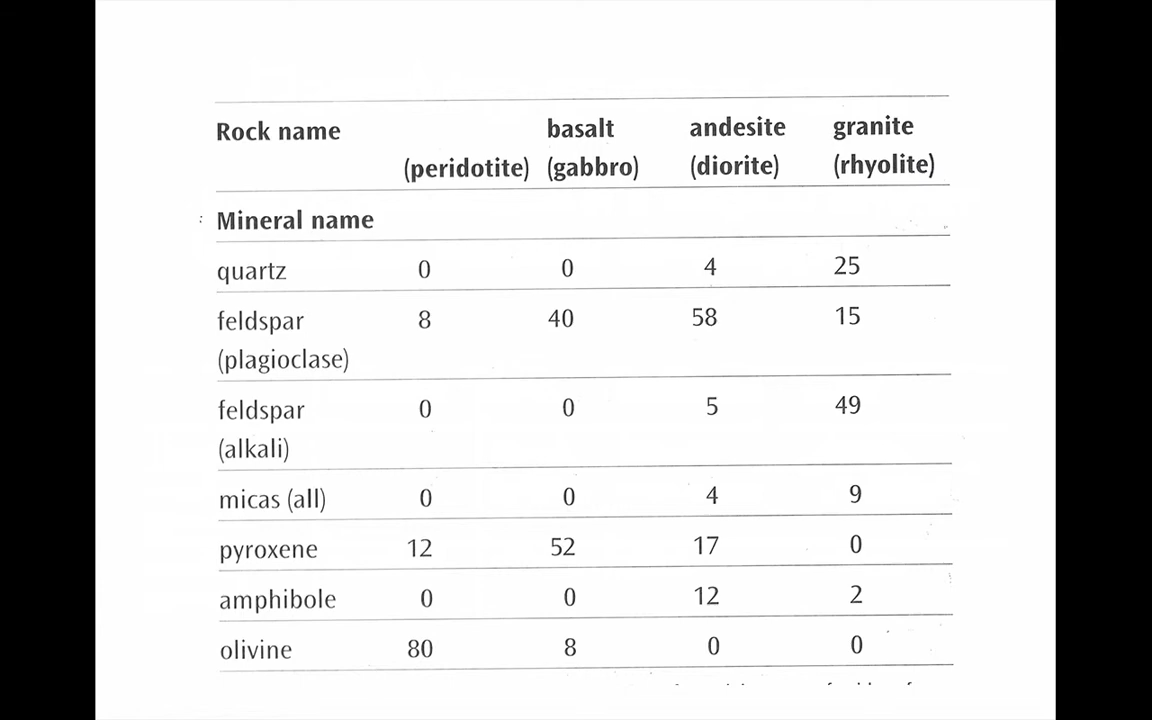 Rock name basalt andesite granite
(peridotite) (gabbro) (diorite) (rhyolite)
Mineral name
quartz 0 0 4 25
feldspar 8 40 58 15
(plagioclase)
feldspar 0 0 5 49
(alkali)
micas (all) 0 0 4 9
pyroxene 12 52 17 0
amphibole 0 0 12 2
olivine 80 8 0 0